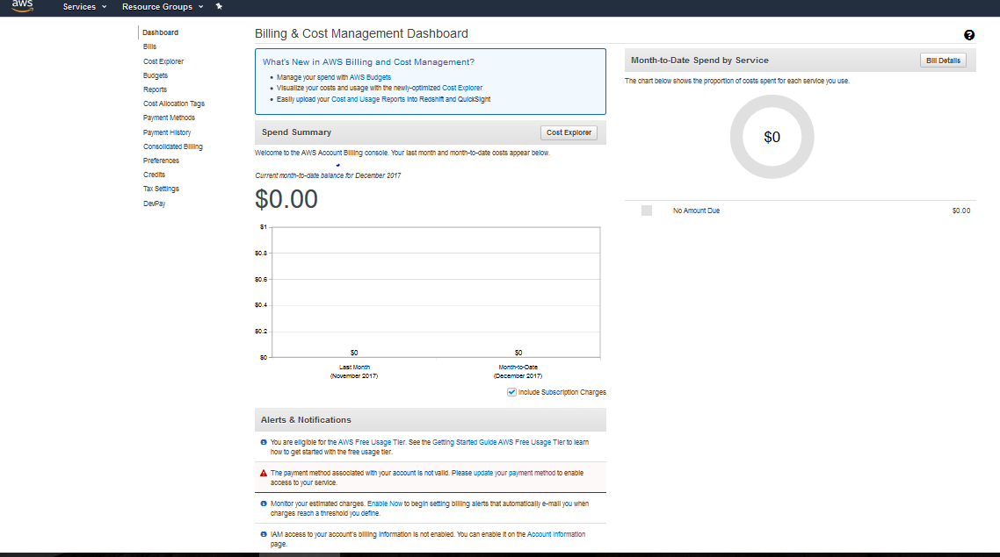 aws
Services
Resource Groups
Dashboard
Bills
Cost Explorer
Budgets
Reports
Cost Allocation Tags
Payment Methods
Payment History
Consolidated Billing
Preferences
Credits
Tax Settings
DevPay
Billing & Cost Management Dashboard
?
What's New in AWS Billing and Cost Management?
• Manage your spend with AWS Budgets
• Visualize your costs and usage with the newly-optimized Cost Explorer
• Easily upload your Cost and Usage Reports into Redshift and QuickSight
Spend Summary
Cost Explorer
Welcome to the AWS Account Billing console. Your last month and month-to-date costs appear below.
Current month-to-date balance for December 2017
$0.00
$1
$0.8
$0.6
$0.4
$0.2
$0
$0
$0
Last Month
(November 2017)
Month-to-Date
(December 2017)
Include Subscription Charges
Alerts & Notifications
You are eligible for the AWS Free Usage Tier. See the Getting Started Guide AWS Free Usage Tier to learn
how to get started with the free usage tier.
The payment method associated with your account is not valid. Please update your payment method to enable
access to your service.
Monitor your estimated charges. Enable Now to begin setting billing alerts that automatically e-mail you when
charges reach a threshold you define.
IAM access to your account's billing information is not enabled. You can enable it on the Account Information
page.
Month-to-Date Spend by Service
Bill Details
The chart below shows the proportion of costs spent for each service you use.
$0
No Amount Due
$0.00